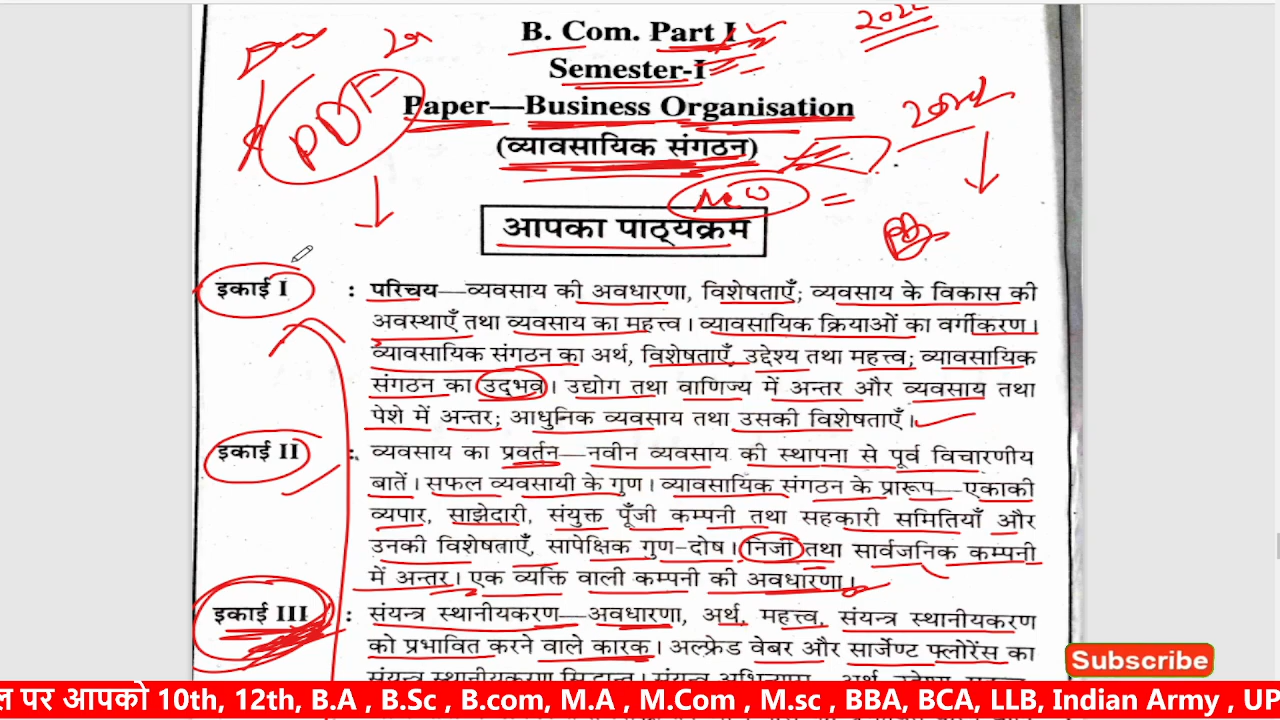 2022
B. Com. Part I
Semester-I
PDF
Paper—Business Organisation
2022
(व्यावसायिक संगठन)
आपका पाठ्यक्रम
इकाई I : परिचय—व्यवसाय की अवधारणा, विशेषताएँ; व्यवसाय के विकास की
अवस्थाएँ तथा व्यवसाय का महत्त्व। व्यावसायिक क्रियाओं का वर्गीकरण।
व्यावसायिक संगठन का अर्थ, विशेषताएँ, उद्देश्य तथा महत्त्व; व्यावसायिक
संगठन का उद्भव। उद्योग तथा वाणिज्य में अन्तर और व्यवसाय तथा
पेशे में अन्तर; आधुनिक व्यवसाय तथा उसकी विशेषताएँ।
इकाई II : व्यवसाय का प्रवर्तन—नवीन व्यवसाय की स्थापना से पूर्व विचारणीय
बातें। सफल व्यवसायी के गुण। व्यावसायिक संगठन के प्रारूप—एकाकी
व्यपार, साझेदारी, संयुक्त पूँजी कम्पनी तथा सहकारी समितियाँ और
उनकी विशेषताएँ, सापेक्षिक गुण-दोष। निजी तथा सार्वजनिक कम्पनी
में अन्तर। एक व्यक्ति वाली कम्पनी की अवधारणा।
इकाई III : संयन्त्र स्थानीयकरण—अवधारणा, अर्थ, महत्त्व, संयन्त्र स्थानीयकरण
को प्रभावित करने वाले कारक। अल्फ्रेड वेबर और सार्जेण्ट फ्लोरेंस का
Subscribe
पर आपको 10th, 12th, B.A , B.Sc , B.com, M.A , M.Com , M.sc , BBA, BCA, LLB, Indian Army , UP